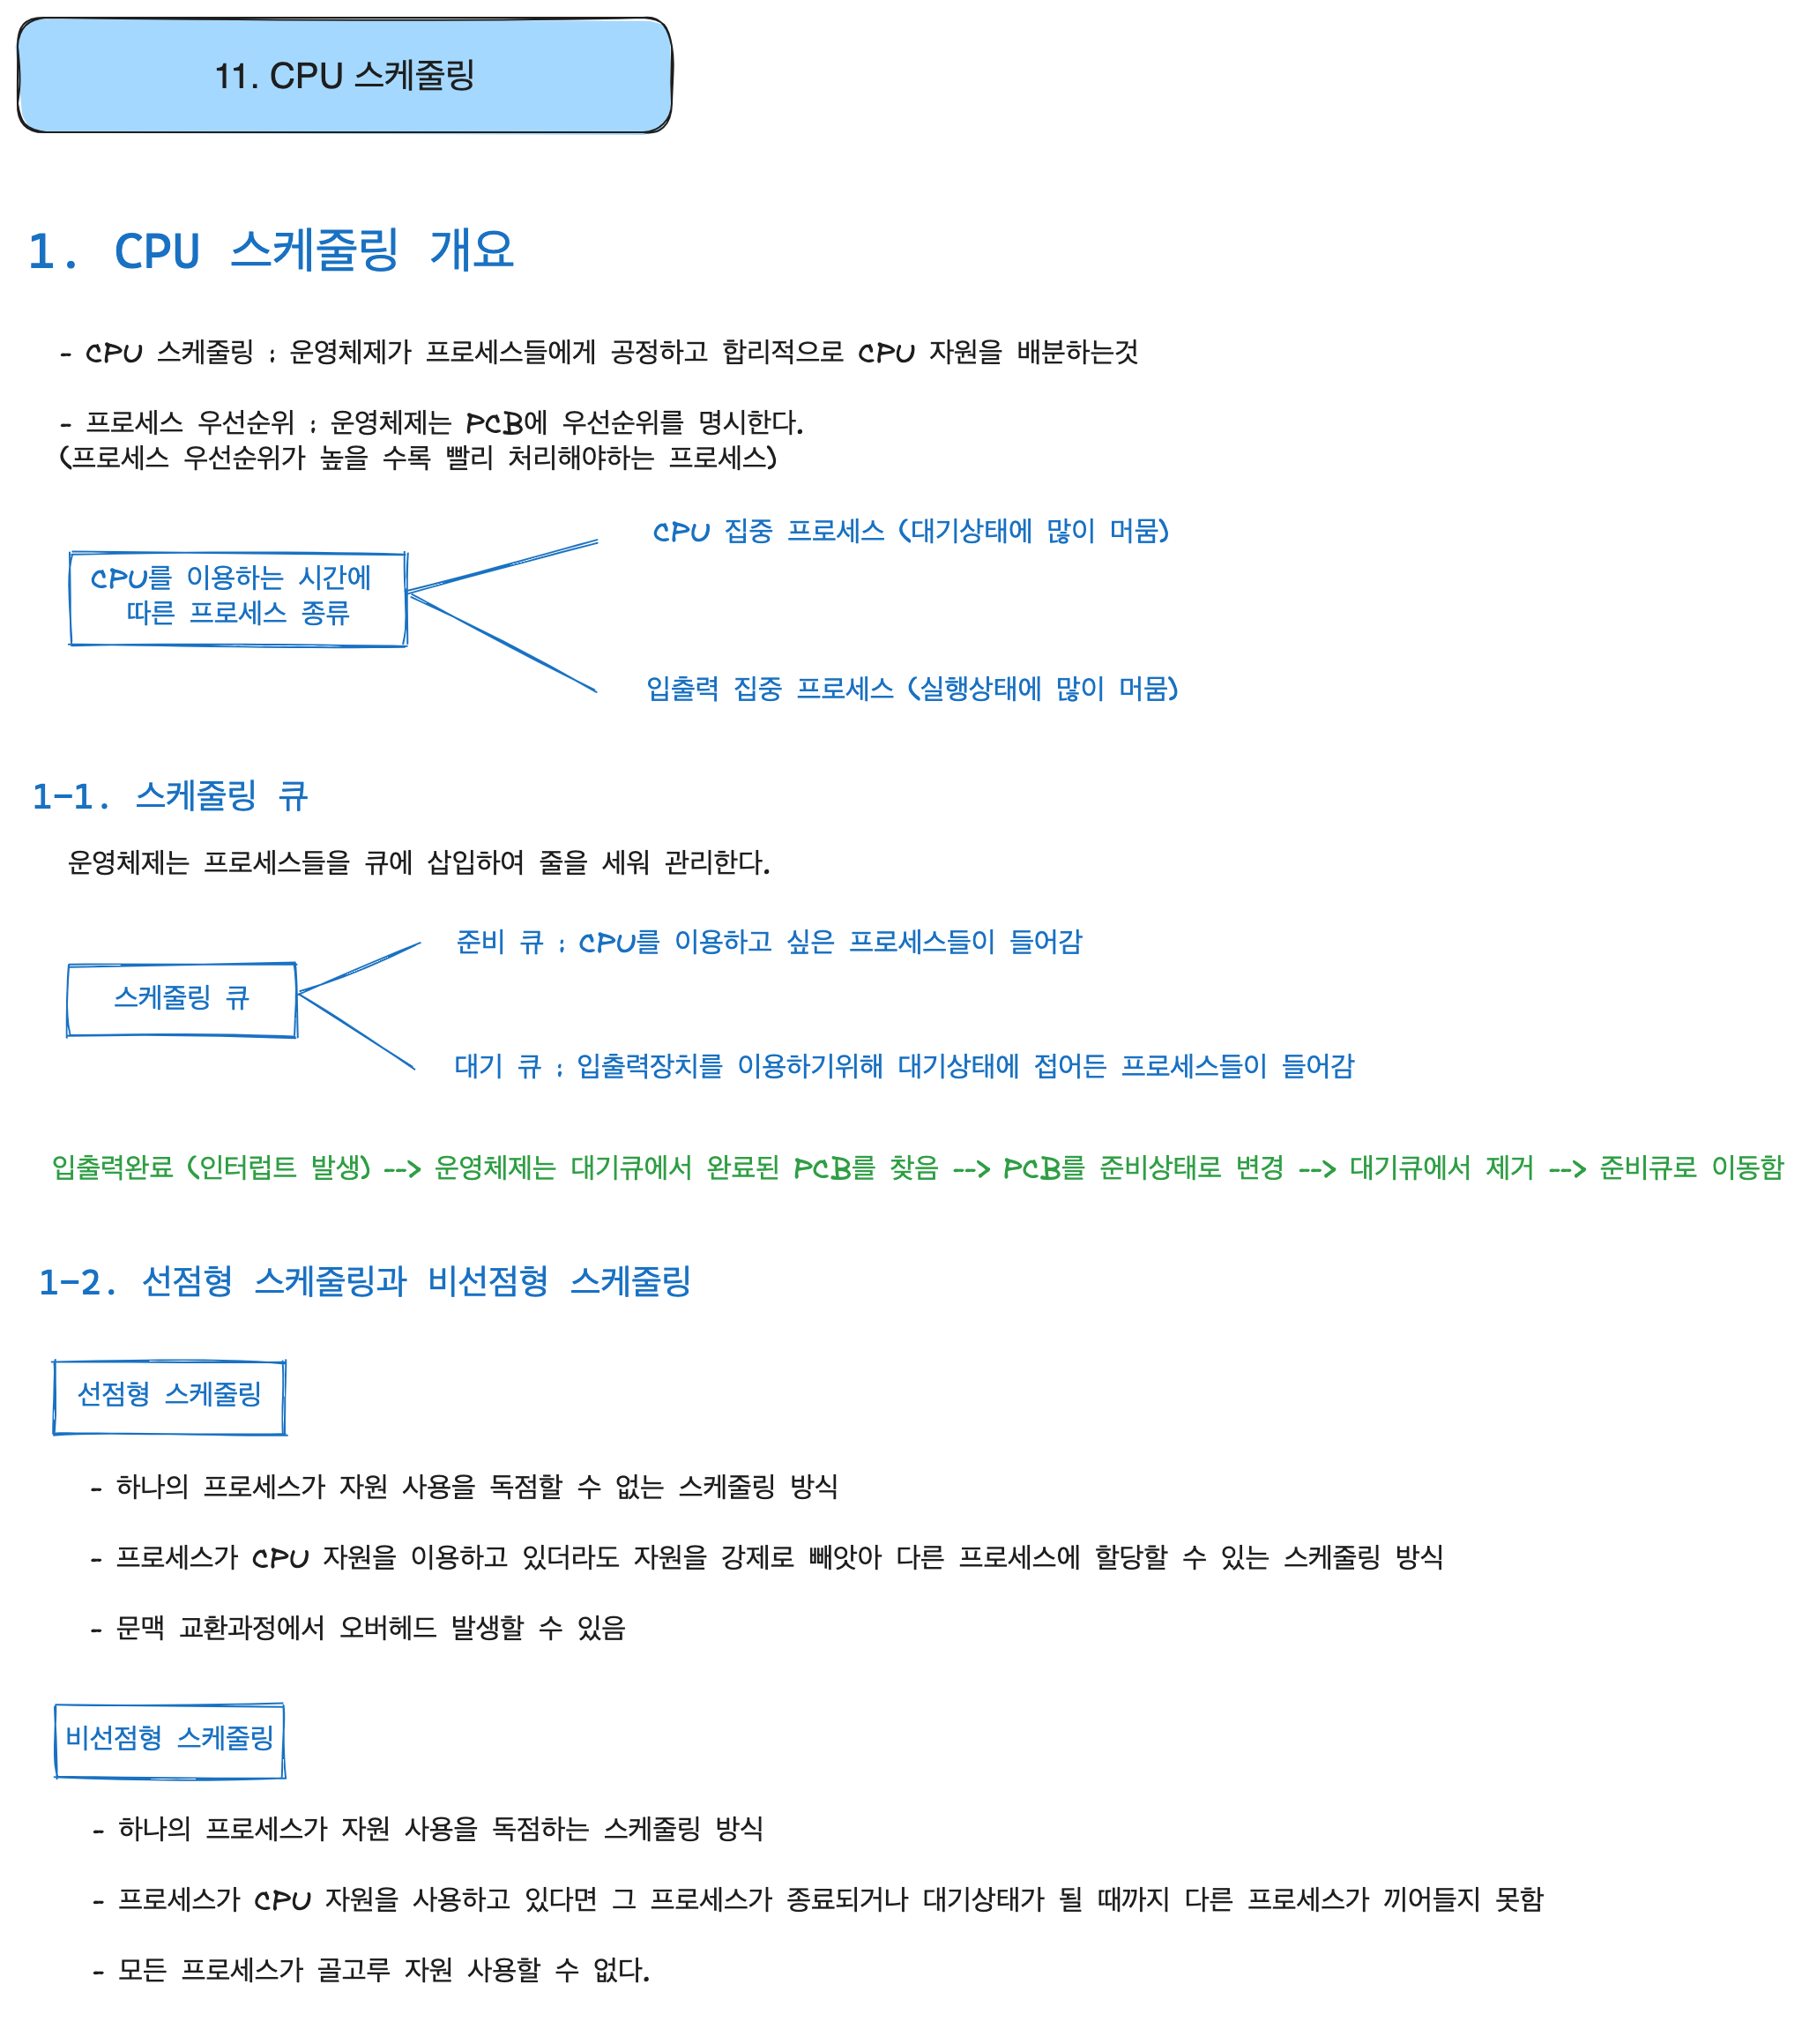 11. CPU 스케줄링
1. CPU 스케줄링 개요
- CPU 스케줄링 : 운영체제가 프로세스들에게 공정하고 합리적으로 CPU 자원을 배분하는것
- 프로세스 우선순위 : 운영체제는 PCB에 우선순위를 명시한다.
(프로세스 우선순위가 높을 수록 빨리 처리해야하는 프로세스)
CPU를 이용하는 시간에
따른 프로세스 종류
CPU 집중 프로세스 (대기상태에 많이 머뭄)
입출력 집중 프로세스 (실행상태에 많이 머뭄)
1-1. 스케줄링 큐
운영체제는 프로세스들을 큐에 삽입하여 줄을 세워 관리한다.
스케줄링 큐
준비 큐 : CPU를 이용하고 싶은 프로세스들이 들어감
대기 큐 : 입출력장치를 이용하기위해 대기상태에 접어든 프로세스들이 들어감
입출력완료 (인터럽트 발생) --> 운영체제는 대기큐에서 완료된 PCB를 찾음 --> PCB를 준비상태로 변경 --> 대기큐에서 제거 --> 준비큐로 이동함
1-2. 선점형 스케줄링과 비선점형 스케줄링
선점형 스케줄링
- 하나의 프로세스가 자원 사용을 독점할 수 없는 스케줄링 방식
- 프로세스가 CPU 자원을 이용하고 있더라도 자원을 강제로 빼앗아 다른 프로세스에 할당할 수 있는 스케줄링 방식
- 문맥 교환과정에서 오버헤드 발생할 수 있음
비선점형 스케줄링
- 하나의 프로세스가 자원 사용을 독점하는 스케줄링 방식
- 프로세스가 CPU 자원을 사용하고 있다면 그 프로세스가 종료되거나 대기상태가 될 때까지 다른 프로세스가 끼어들지 못함
- 모든 프로세스가 골고루 자원 사용할 수 없다.